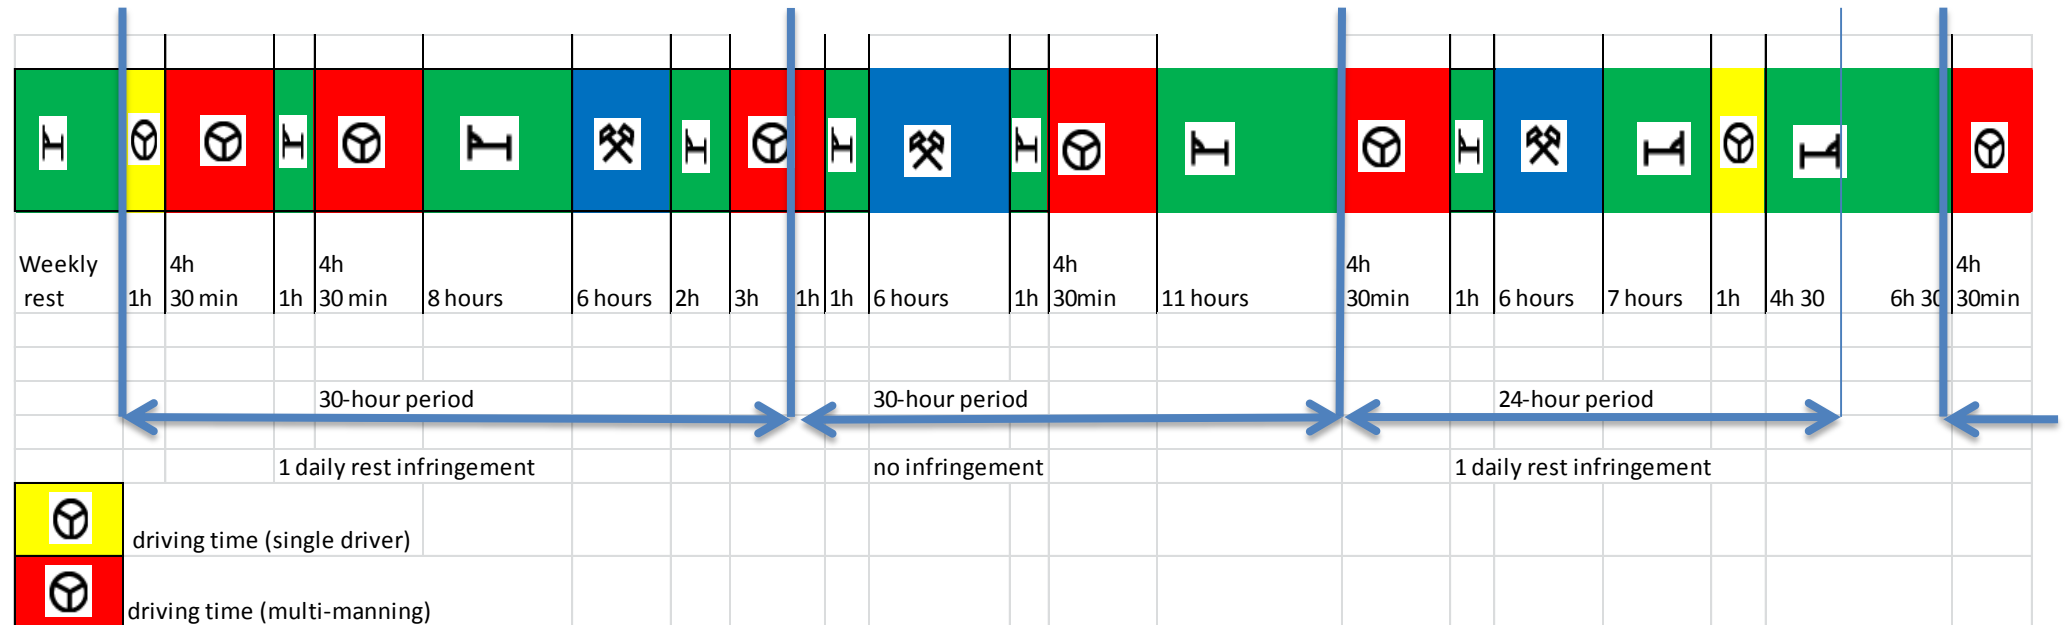 Weekly 4h 4h 4h 4h 4h
rest 1h 30 min 1h 30 min 8 hours 6 hours 2h 3h 1h 1h 6 hours 1h 30min 11 hours 30min 1h 6 hours 7 hours 1h 4h 30 6h 30 30min
30-hour period 30-hour period 24-hour period
1 daily rest infringement no infringement 1 daily rest infringement
driving time (single driver)
driving time (multi-manning)